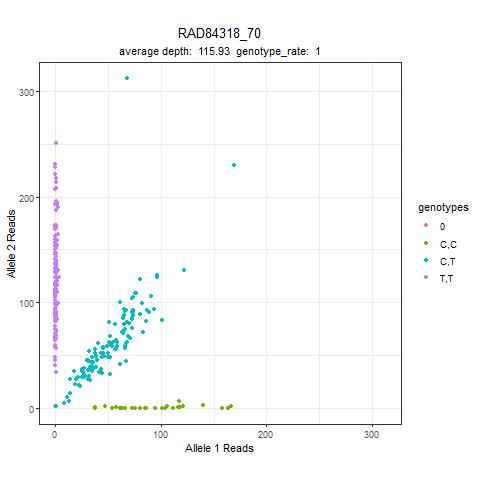 RAD84318_70
average depth: 115.93 genotype_rate: 1
300
200
100
0
Allele 2 Reads
0 100 200 300
Allele 1 Reads
genotypes
0
C,C
C,T
T,T